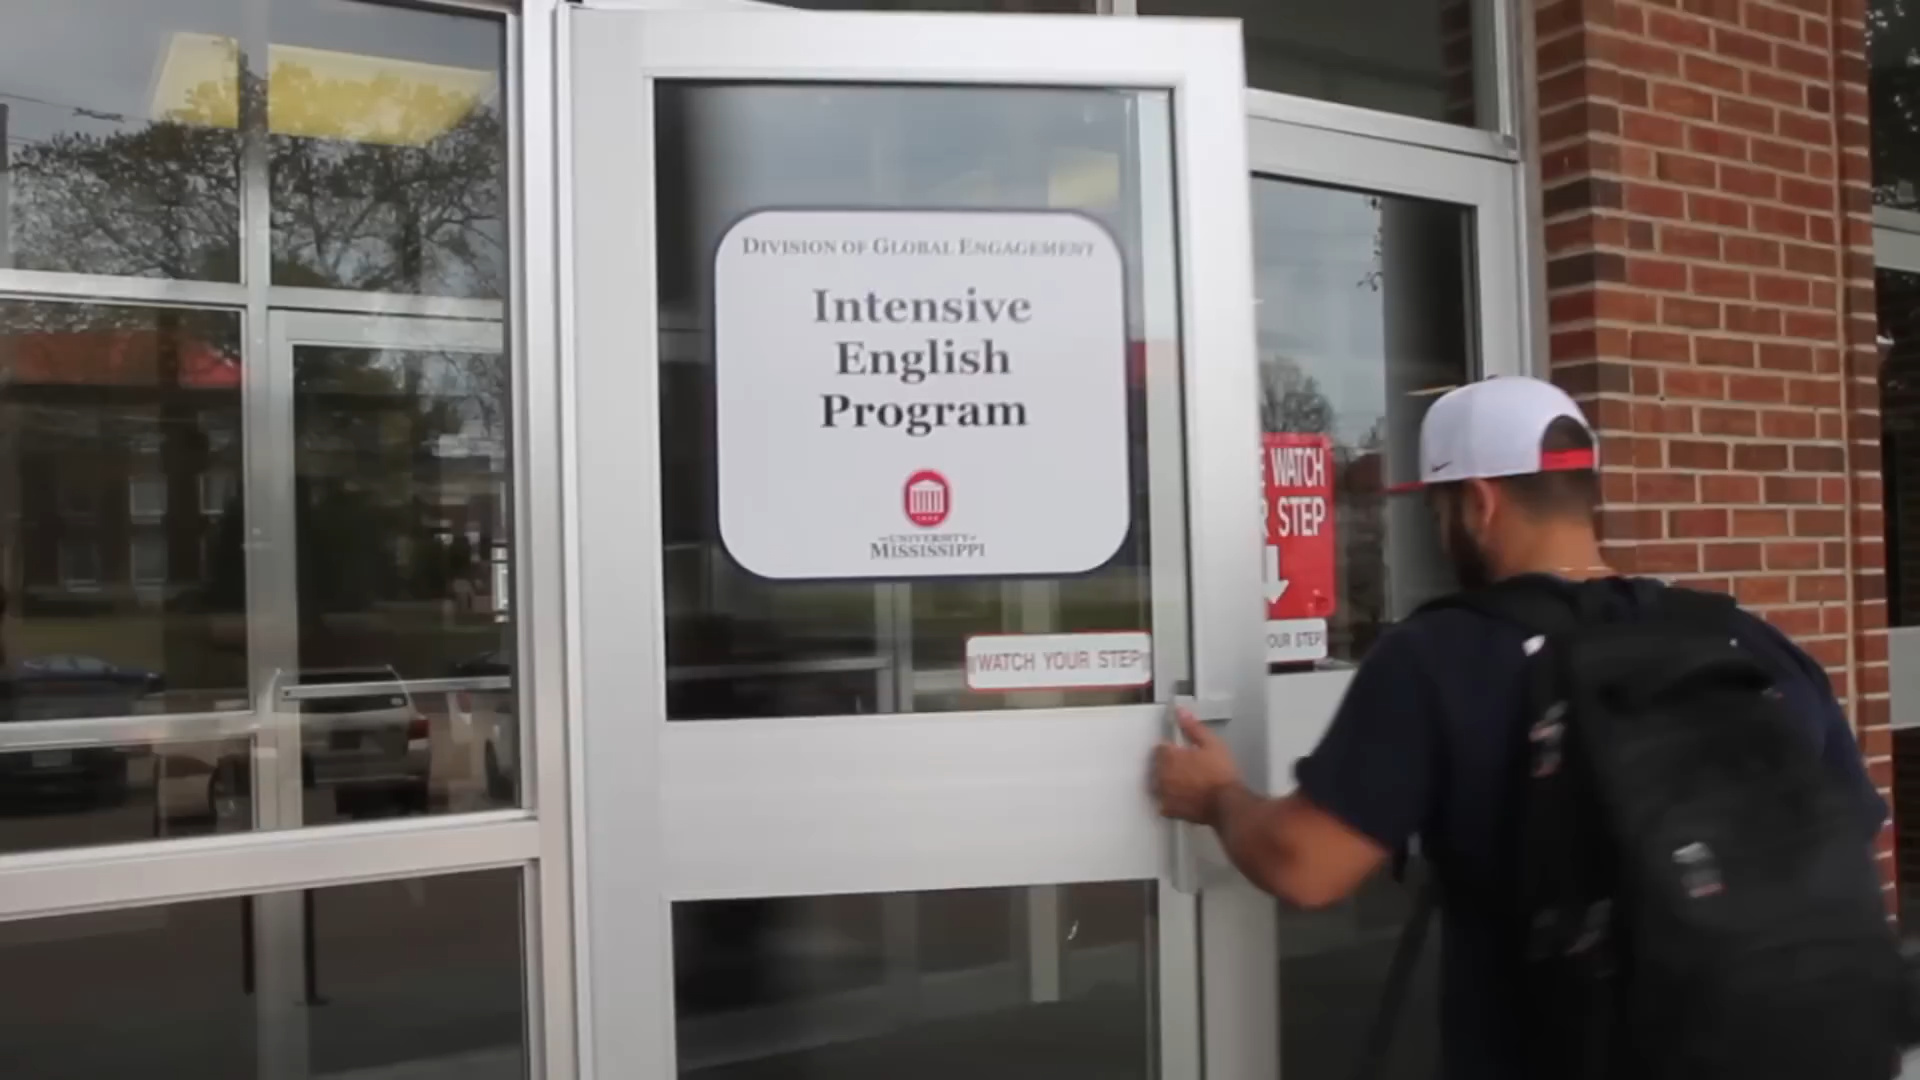 DIVISION OF GLOBAL ENGAGEMENT
Intensive
English
Program
UNIVERSITY
MISSISSIPPI
WATCH YOUR STEP
WATCH
STEP
YOUR STEP